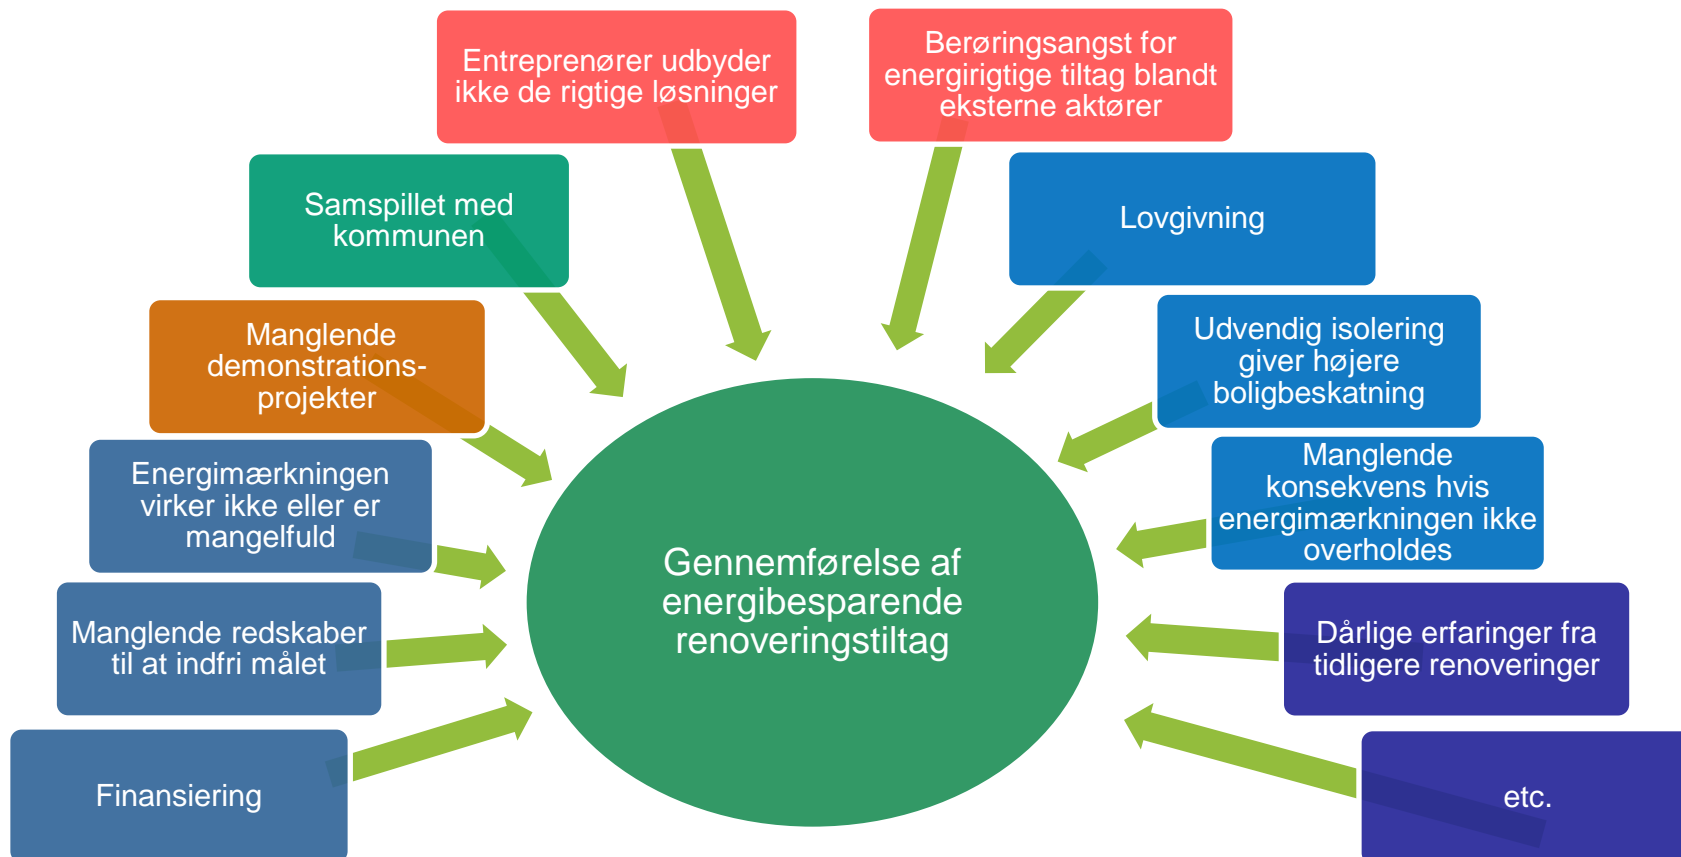 Entreprenører udbyder
ikke de rigtige løsninger
Berøringsangst for
energirigtige tiltag blandt
eksterne aktører
Samspillet med
kommunen
Lovgivning
Manglende
demonstrations-
projekter
Udvendig isolering
giver højere
boligbeskatning
Energimærkningen
virker ikke eller er
mangelfuld
Manglende
konsekvens hvis
energimærkningen ikke
overholdes
Gennemførelse af
energibesparende
renoveringstiltag
Manglende redskaber
til at indfri målet
Dårlige erfaringer fra
tidligere renoveringer
Finansiering
etc.